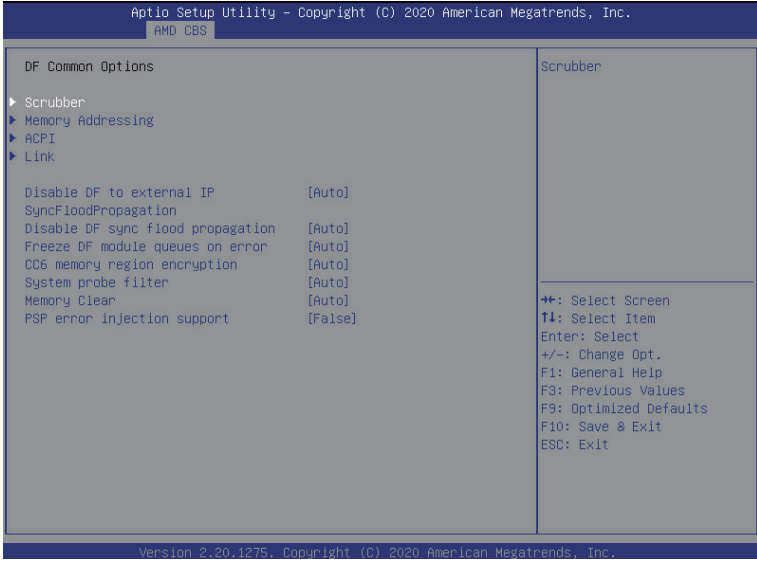 Aptio Setup Utility – Copyright (C) 2020 American Megatrends, Inc.
AMD CBS
DF Common Options
Scrubber
Memory Addressing
ACPI
Link
Disable DF to external IP [Auto]
SyncFloodPropagation
Disable DF sync flood propagation [Auto]
Freeze DF module queues on error [Auto]
CC6 memory region encryption [Auto]
System probe filter [Auto]
Memory Clear [Auto]
PSP error injection support [False]
Scrubber
→←: Select Screen
↑↓: Select Item
Enter: Select
+/-: Change Opt.
F1: General Help
F3: Previous Values
F9: Optimized Defaults
F10: Save & Exit
ESC: Exit
Version 2.20.1275. Copyright (C) 2020 American Megatrends, Inc.